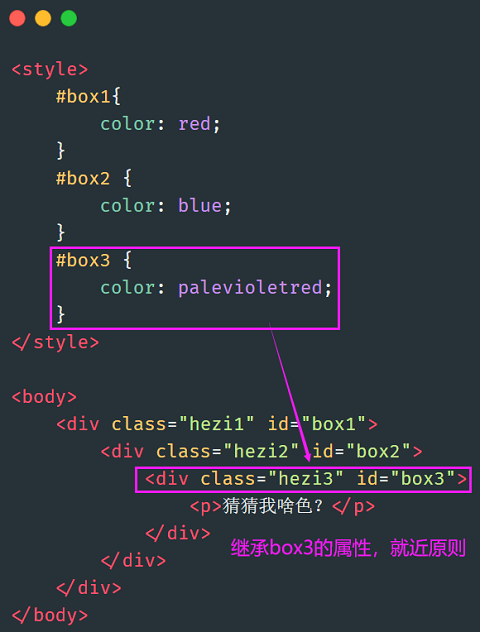 <style>
    #box1{
        color: red;
    }
    #box2 {
        color: blue;
    }
    #box3 {
        color: palevioletred;
    }
</style>
<body>
    <div class="hezi1" id="box1">
        <div class="hezi2" id="box2">
            <div class="hezi3" id="box3">
                <p>猜猜我啥色？</p>
            </div>
继承box3的属性，就近原则
        </div>
    </div>
</body>